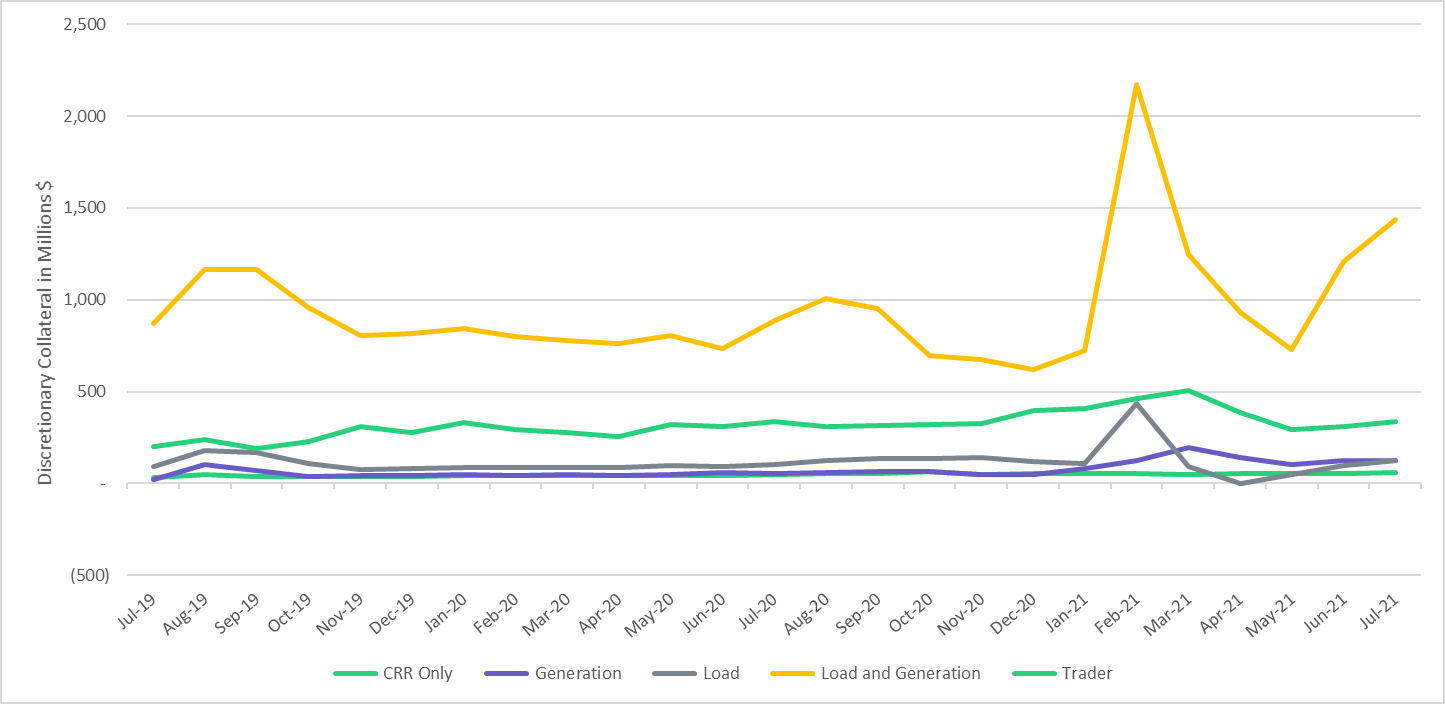 Discretionary Collateral in Millions $
2,500
2,000
1,500
1,000
500
-
(500)
Jul-19
Aug-19
Sep-19
Oct-19
Nov-19
Dec-19
Jan-20
Feb-20
Mar-20
Apr-20
May-20
Jun-20
Jul-20
Aug-20
Sep-20
Oct-20
Nov-20
Dec-20
Jan-21
Feb-21
Mar-21
Apr-21
May-21
Jun-21
Jul-21
CRR Only Generation Load Load and Generation Trader